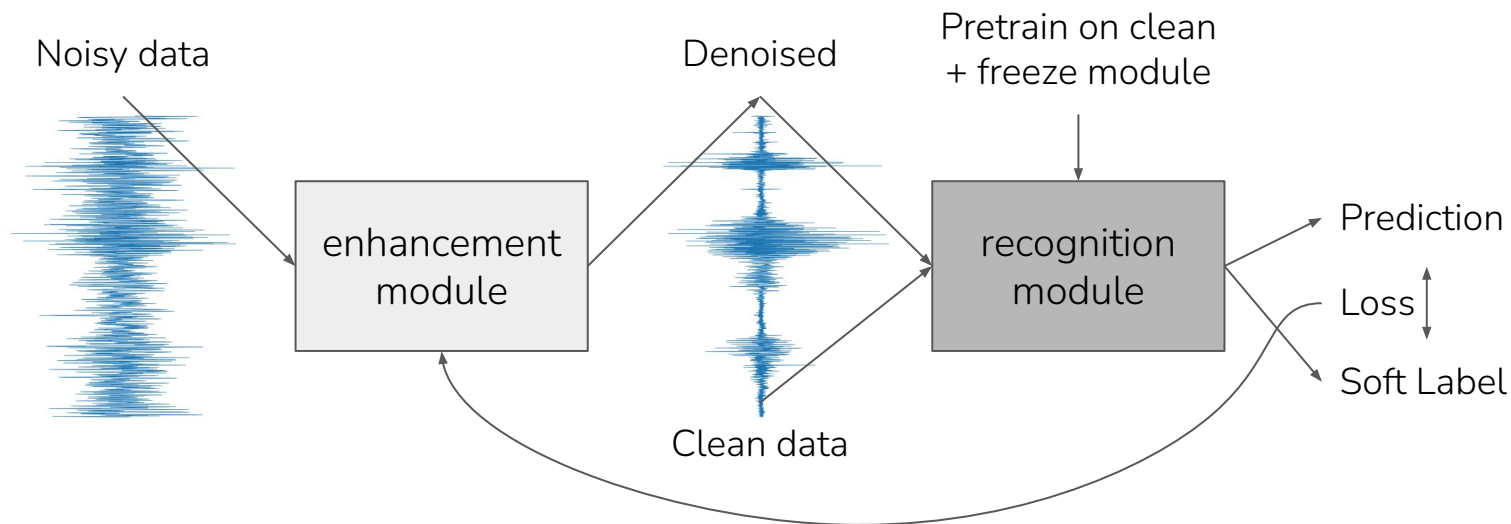 Noisy data
enhancement
module
Denoised
Clean data
Pretrain on clean
+ freeze module
recognition
module
Prediction
Loss
Soft Label